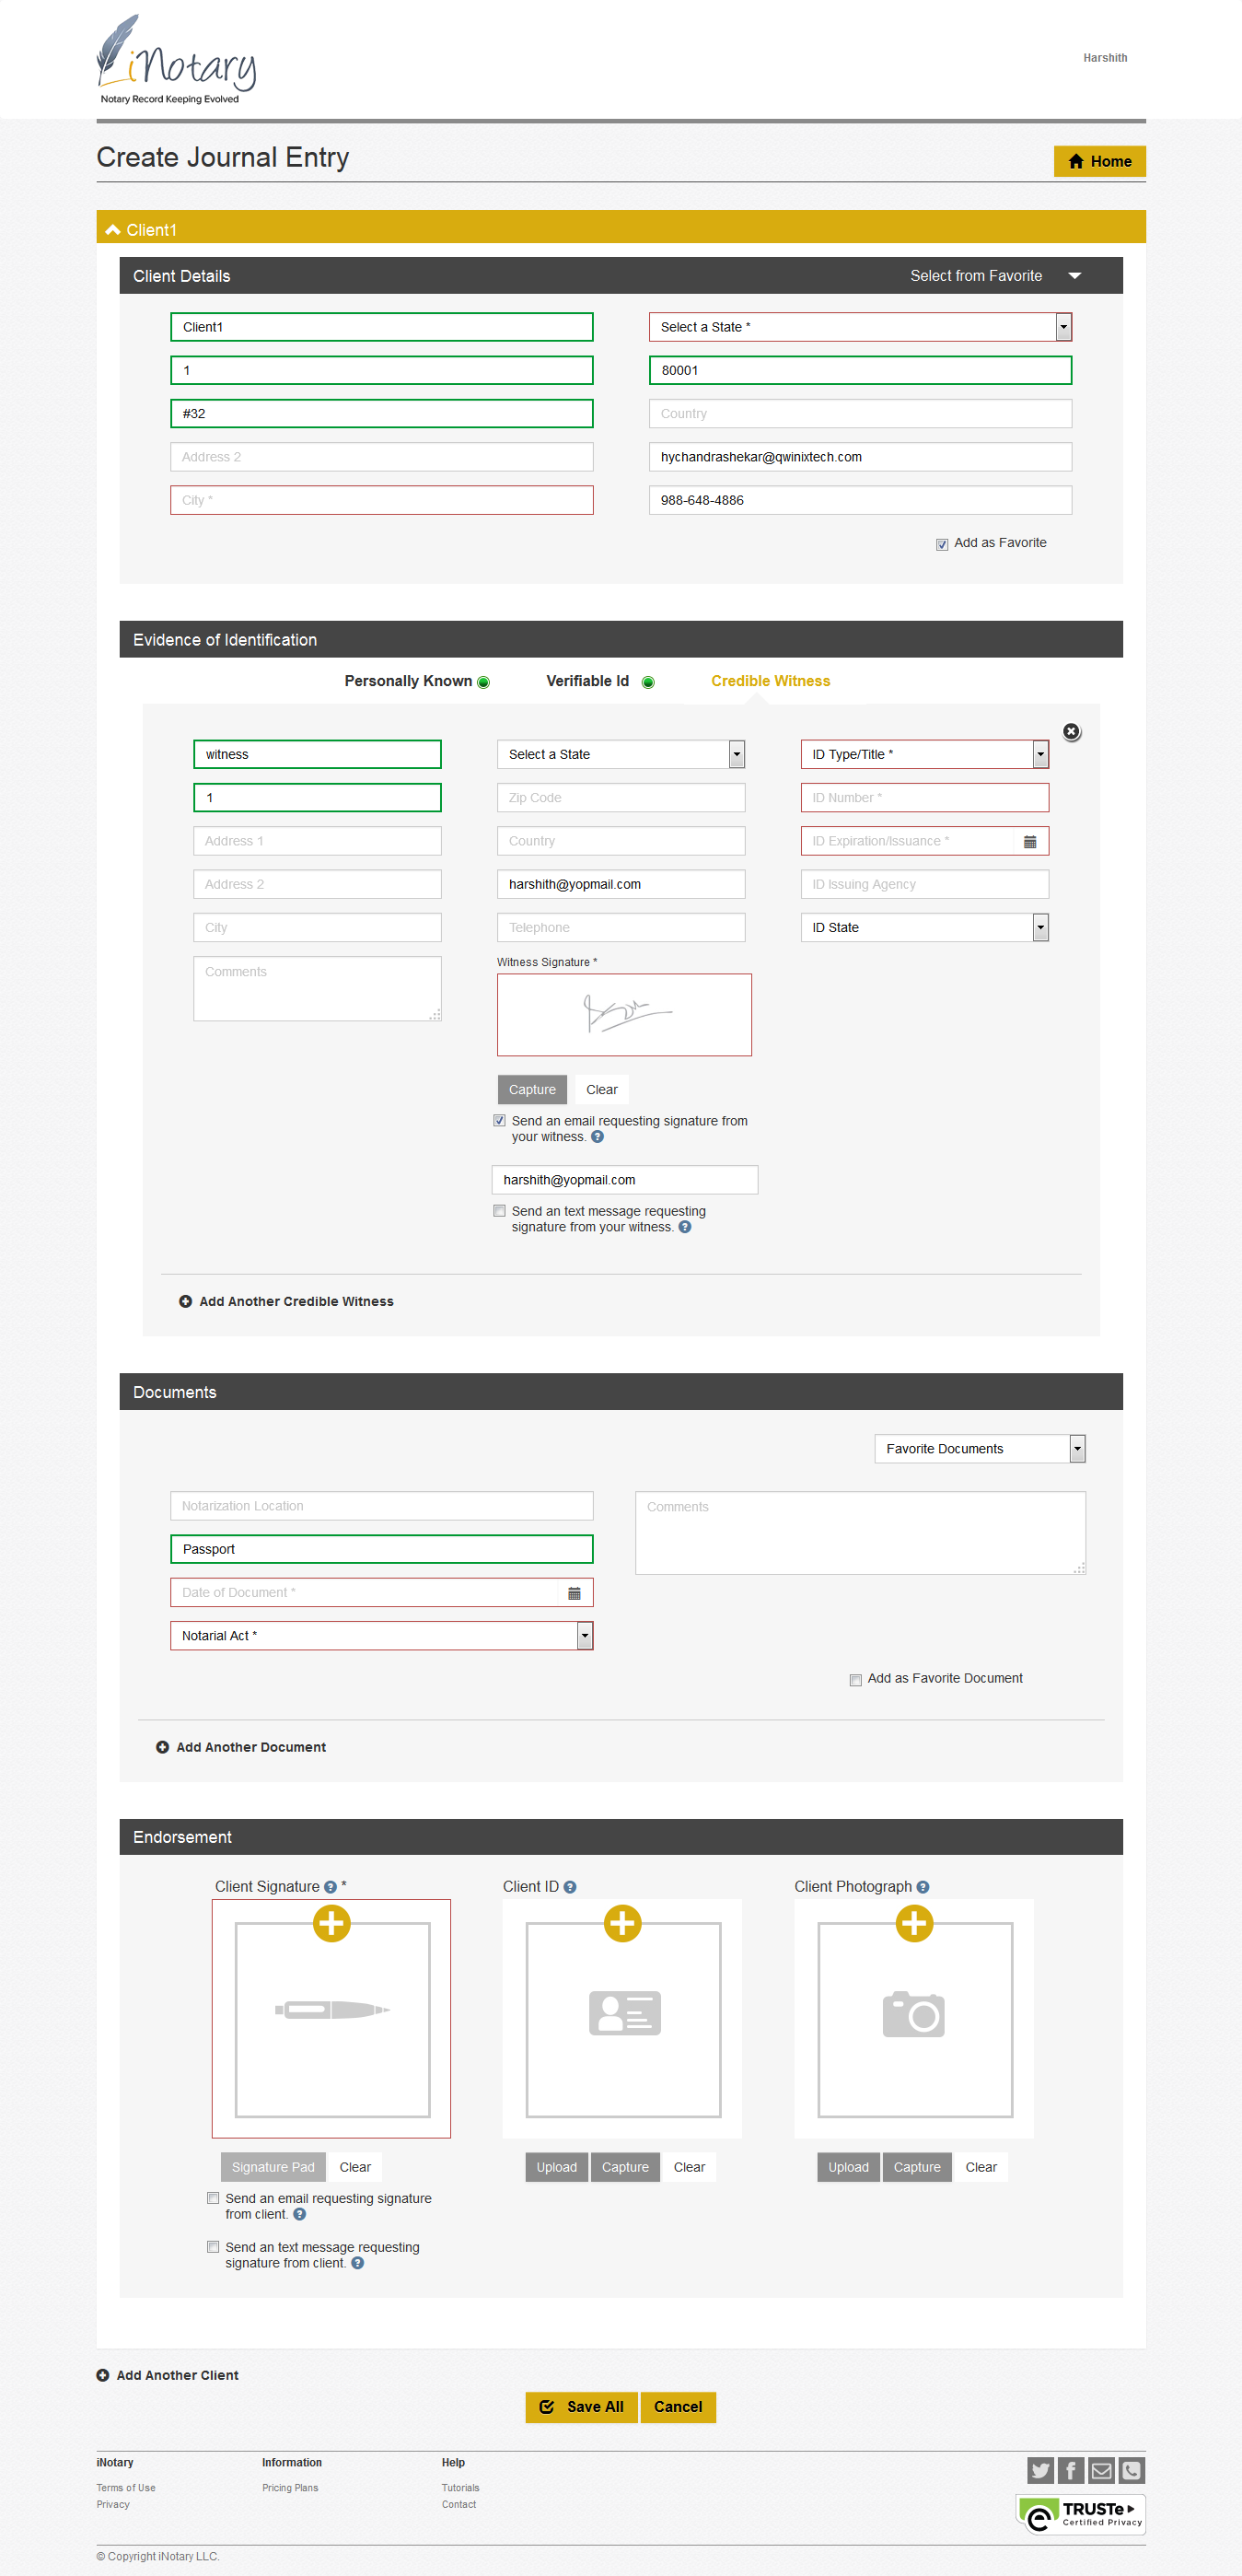 iNotary
Notary Record Keeping Evolved
Harshith
Create Journal Entry
Home
Client1
Client Details
Select from Favorite
Client1
Select a State *
1
80001
#32
Country
Address 2
hychandrashekar@qwinixtech.com
City *
988-648-4886
Add as Favorite
Evidence of Identification
Personally Known
Verifiable Id
Credible Witness
witness
Select a State
ID Type/Title *
1
Zip Code
ID Number *
Address 1
Country
ID Expiration/Issuance *
Address 2
harshith@yopmail.com
ID Issuing Agency
City
Telephone
ID State
Comments
Witness Signature *
Capture
Clear
Send an email requesting signature from
your witness.
harshith@yopmail.com
Send an text message requesting
signature from your witness.
Add Another Credible Witness
Documents
Favorite Documents
Notarization Location
Comments
Passport
Date of Document *
Notarial Act *
Add as Favorite Document
Add Another Document
Endorsement
Client Signature *
Client ID
Client Photograph
Signature Pad
Clear
Upload
Capture
Clear
Upload
Capture
Clear
Send an email requesting signature
from client.
Send an text message requesting
signature from client.
Add Another Client
Save All
Cancel
iNotary
Information
Help
Terms of Use
Pricing Plans
Tutorials
Privacy
Contact
TRUSTe
Certified Privacy
© Copyright iNotary LLC.